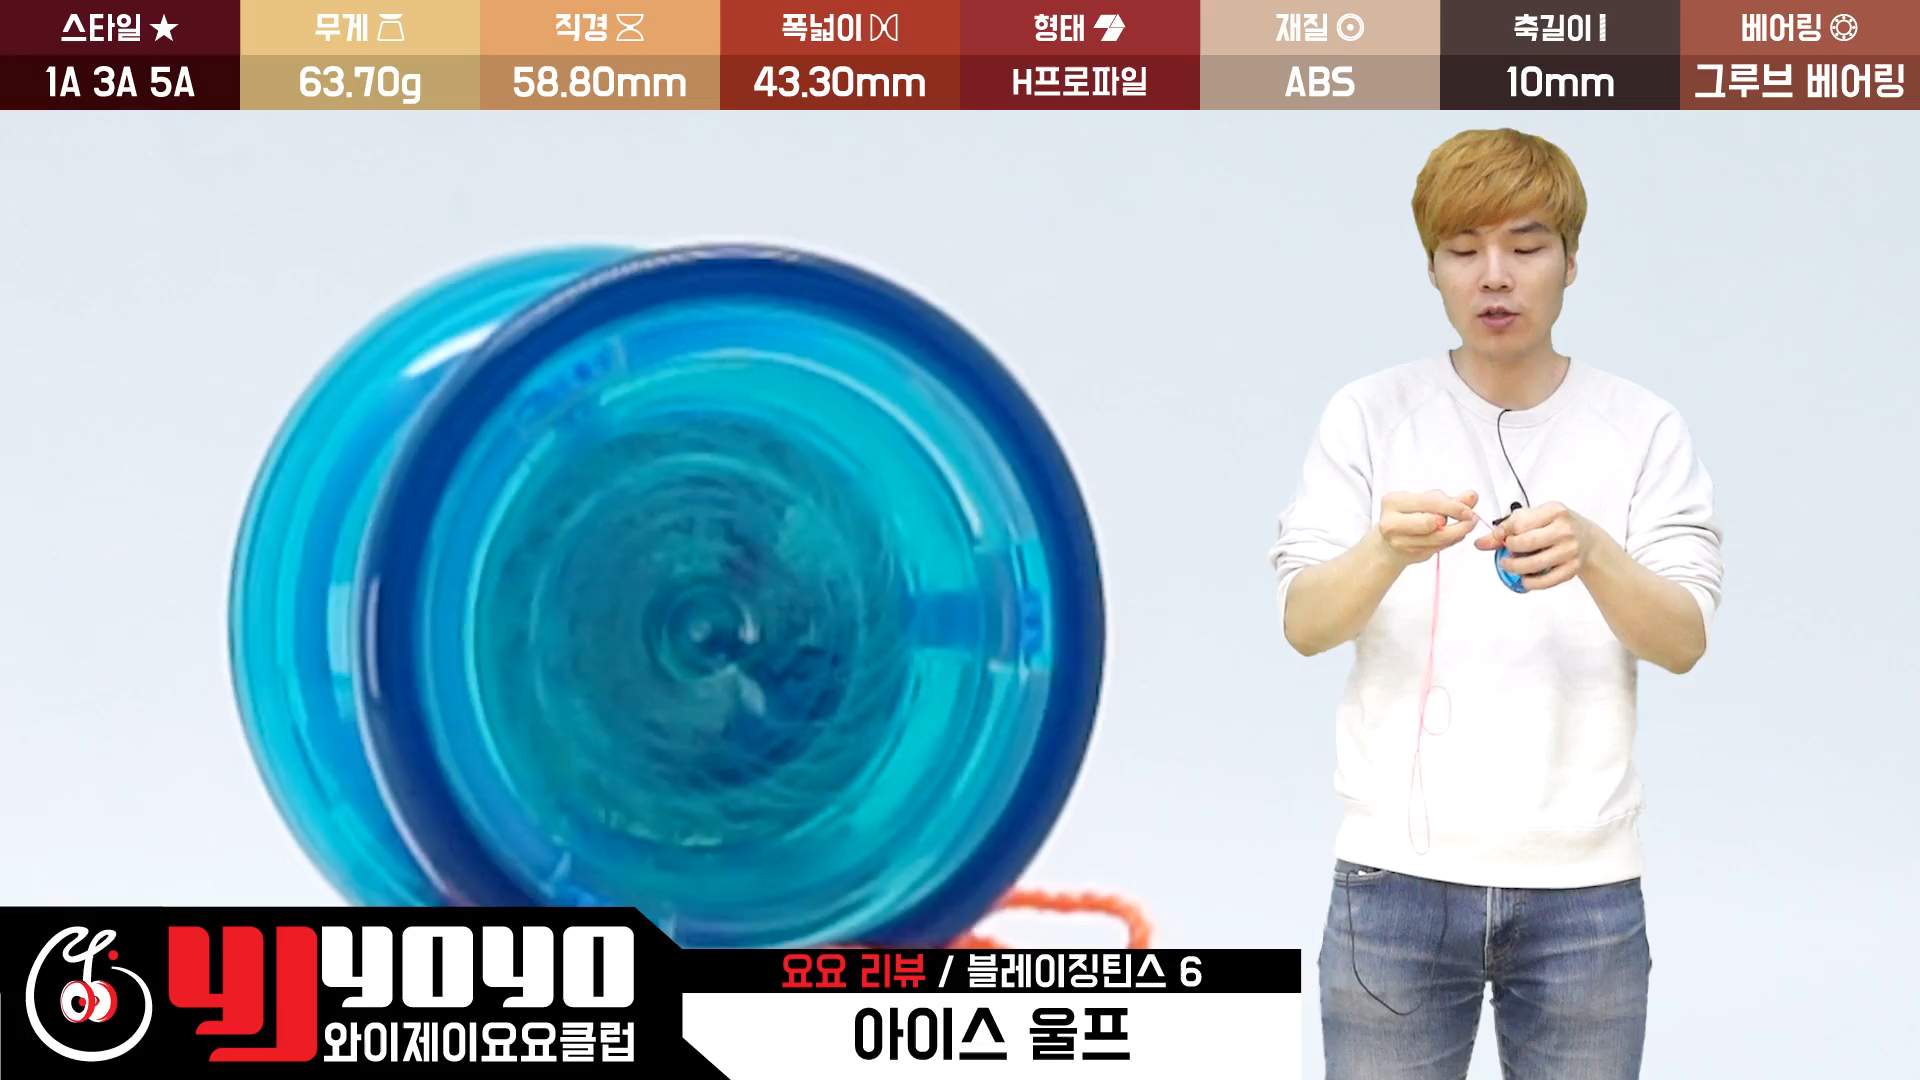 스타일
1A 3A 5A
무게
63.70g
직경
58.80mm
폭넓이
43.30mm
형태
H프로파일
재질
ABS
축길이
10mm
베어링
그루브 베어링
YJYOYO
와이제이요요클럽
요요 리뷰 / 블레이징틴스 6
아이스 울프